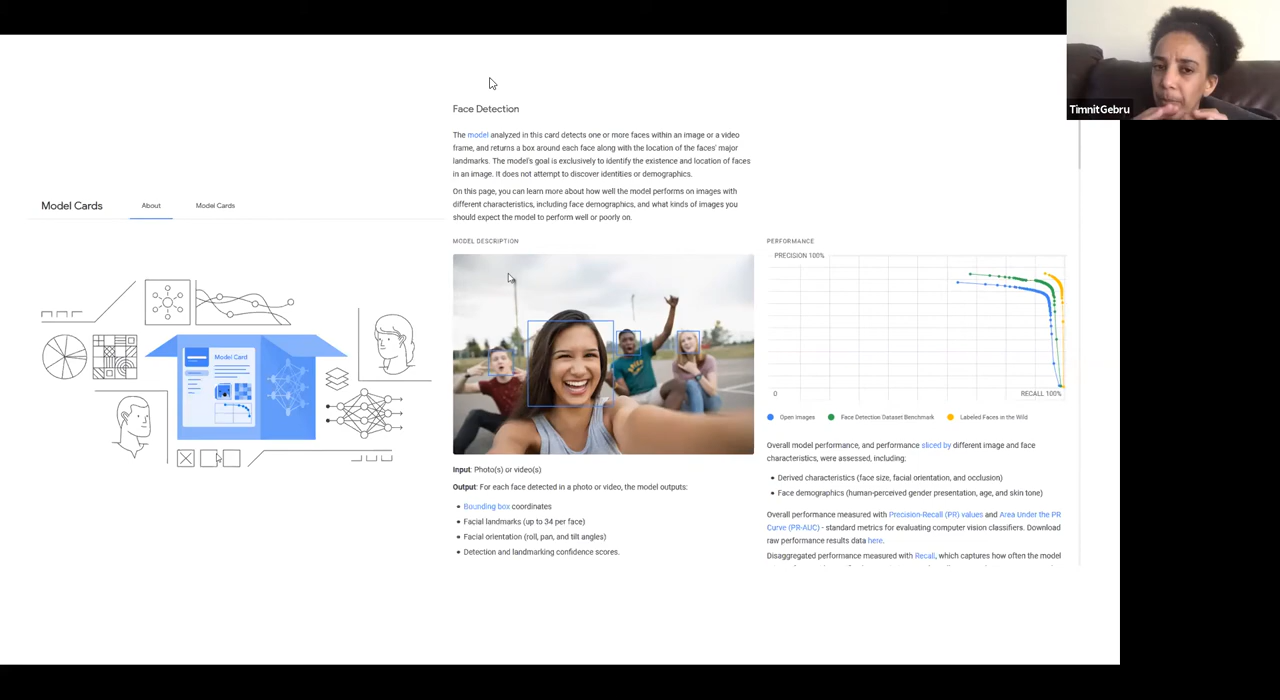 Model Cards
About
Model Cards
Model Card
Face Detection
The model analyzed in this card detects one or more faces within an image or a video
frame, and returns a box around each face along with the location of the faces' major
landmarks. The model's goal is exclusively to identify the existence and location of faces
in an image. It does not attempt to discover identities or demographics.
On this page, you can learn more about how well the model performs on images with
different characteristics, including face demographics, and what kinds of images you
should expect the model to perform well or poorly on.
MODEL DESCRIPTION
Input: Photo(s) or video(s)
Output: For each face detected in a photo or video, the model outputs:
• Bounding box coordinates
• Facial landmarks (up to 34 per face)
• Facial orientation (roll, pan, and tilt angles)
• Detection and landmarking confidence scores.
PERFORMANCE
PRECISION 100%
0
RECALL 100%
Open Images
Face Detection Dataset Benchmark
Labeled Faces in the Wild
Overall model performance, and performance sliced by different image and face
characteristics, were assessed, including:
• Derived characteristics (face size, facial orientation, and occlusion)
• Face demographics (human-perceived gender presentation, age, and skin tone)
Overall performance measured with Precision-Recall (PR) values and Area Under the PR
Curve (PR-AUC) - standard metrics for evaluating computer vision classifiers. Download
raw performance results data here.
Disaggregated performance measured with Recall, which captures how often the model
Timnit Gebru